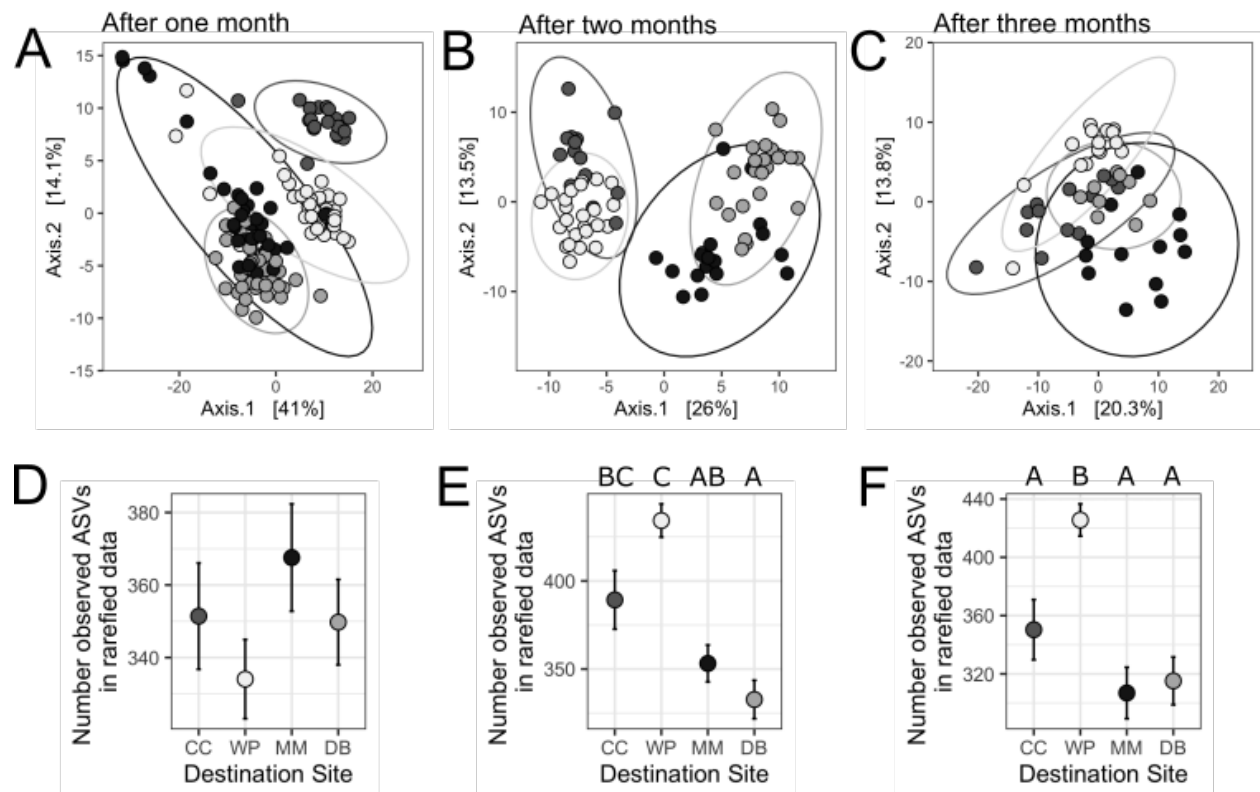 After one month
After two months
After three months
A
B
C
15
10
5
0
-5
-10
-15
Axis.2 [14.1%]
-20
0
20
Axis.1 [41%]
10
0
-10
Axis.2 [13.5%]
-10
-5
0
5
10
Axis.1 [26%]
20
10
0
-10
-20
Axis.2 [13.8%]
-20
-10
0
10
20
Axis.1 [20.3%]
D
Number observed ASVs
in rarefied data
380
360
340
CC WP MM DB
Destination Site
E
BC C AB A
Number observed ASVs
in rarefied data
400
350
CC WP MM DB
Destination Site
F
A B A A
Number observed ASVs
in rarefied data
440
400
360
320
CC WP MM DB
Destination Site